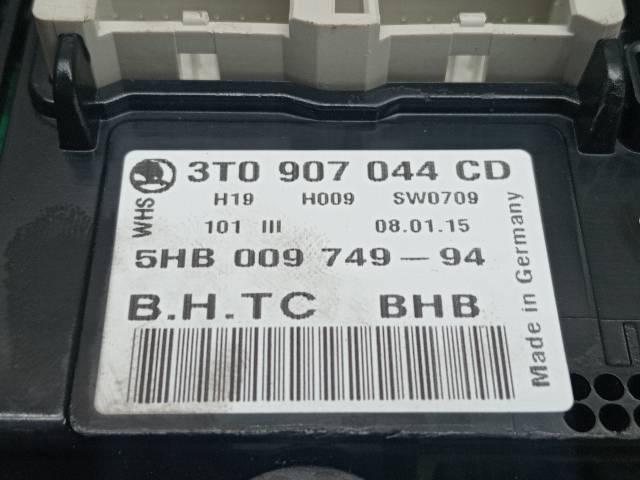 3T0 907 044 CD
H19 H009 SW0709
WHS
101 III 08.01.15
5HB 009 749-94
B.H.TC BHB
Made in Germany